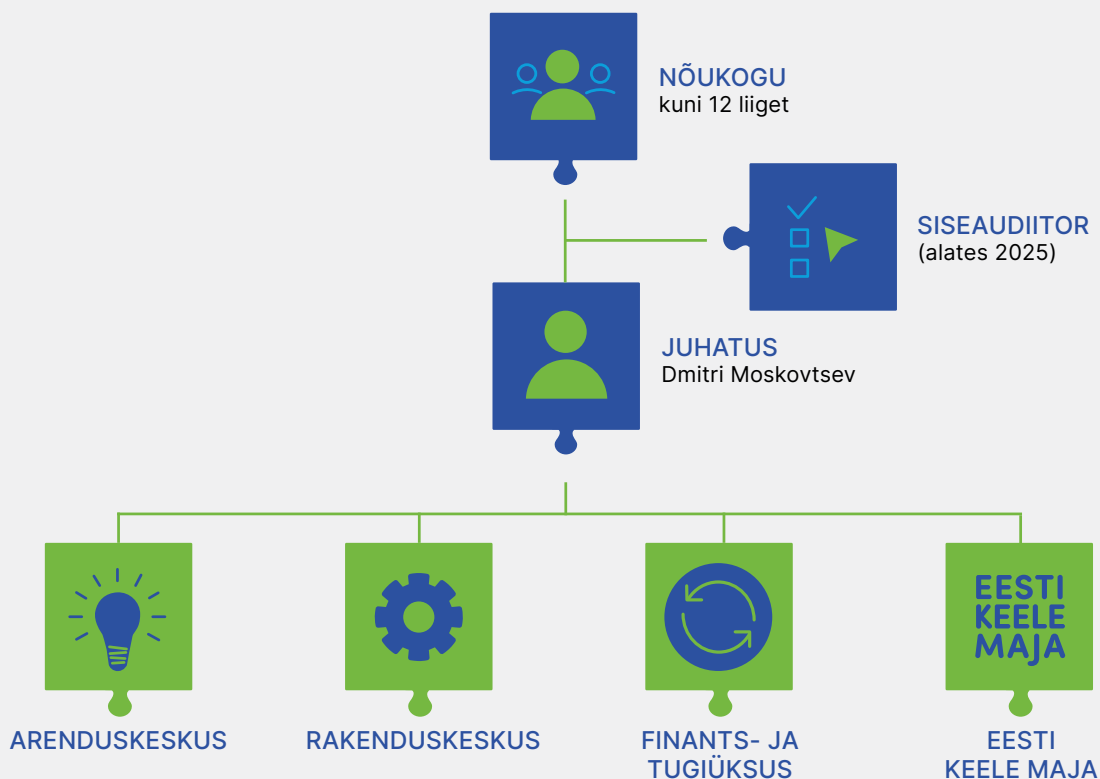 NÕUKOGU
kuni 12 liiget
SISEAUDIITOR
(alates 2025)
JUHATUS
Dmitri Moskovtsev
EESTI
KEELE
MAJA
ARENDUSKESKUS
RAKENDUSKESKUS
FINANTS- JA
TUGIÜKSUS
EESTI
KEELE MAJA